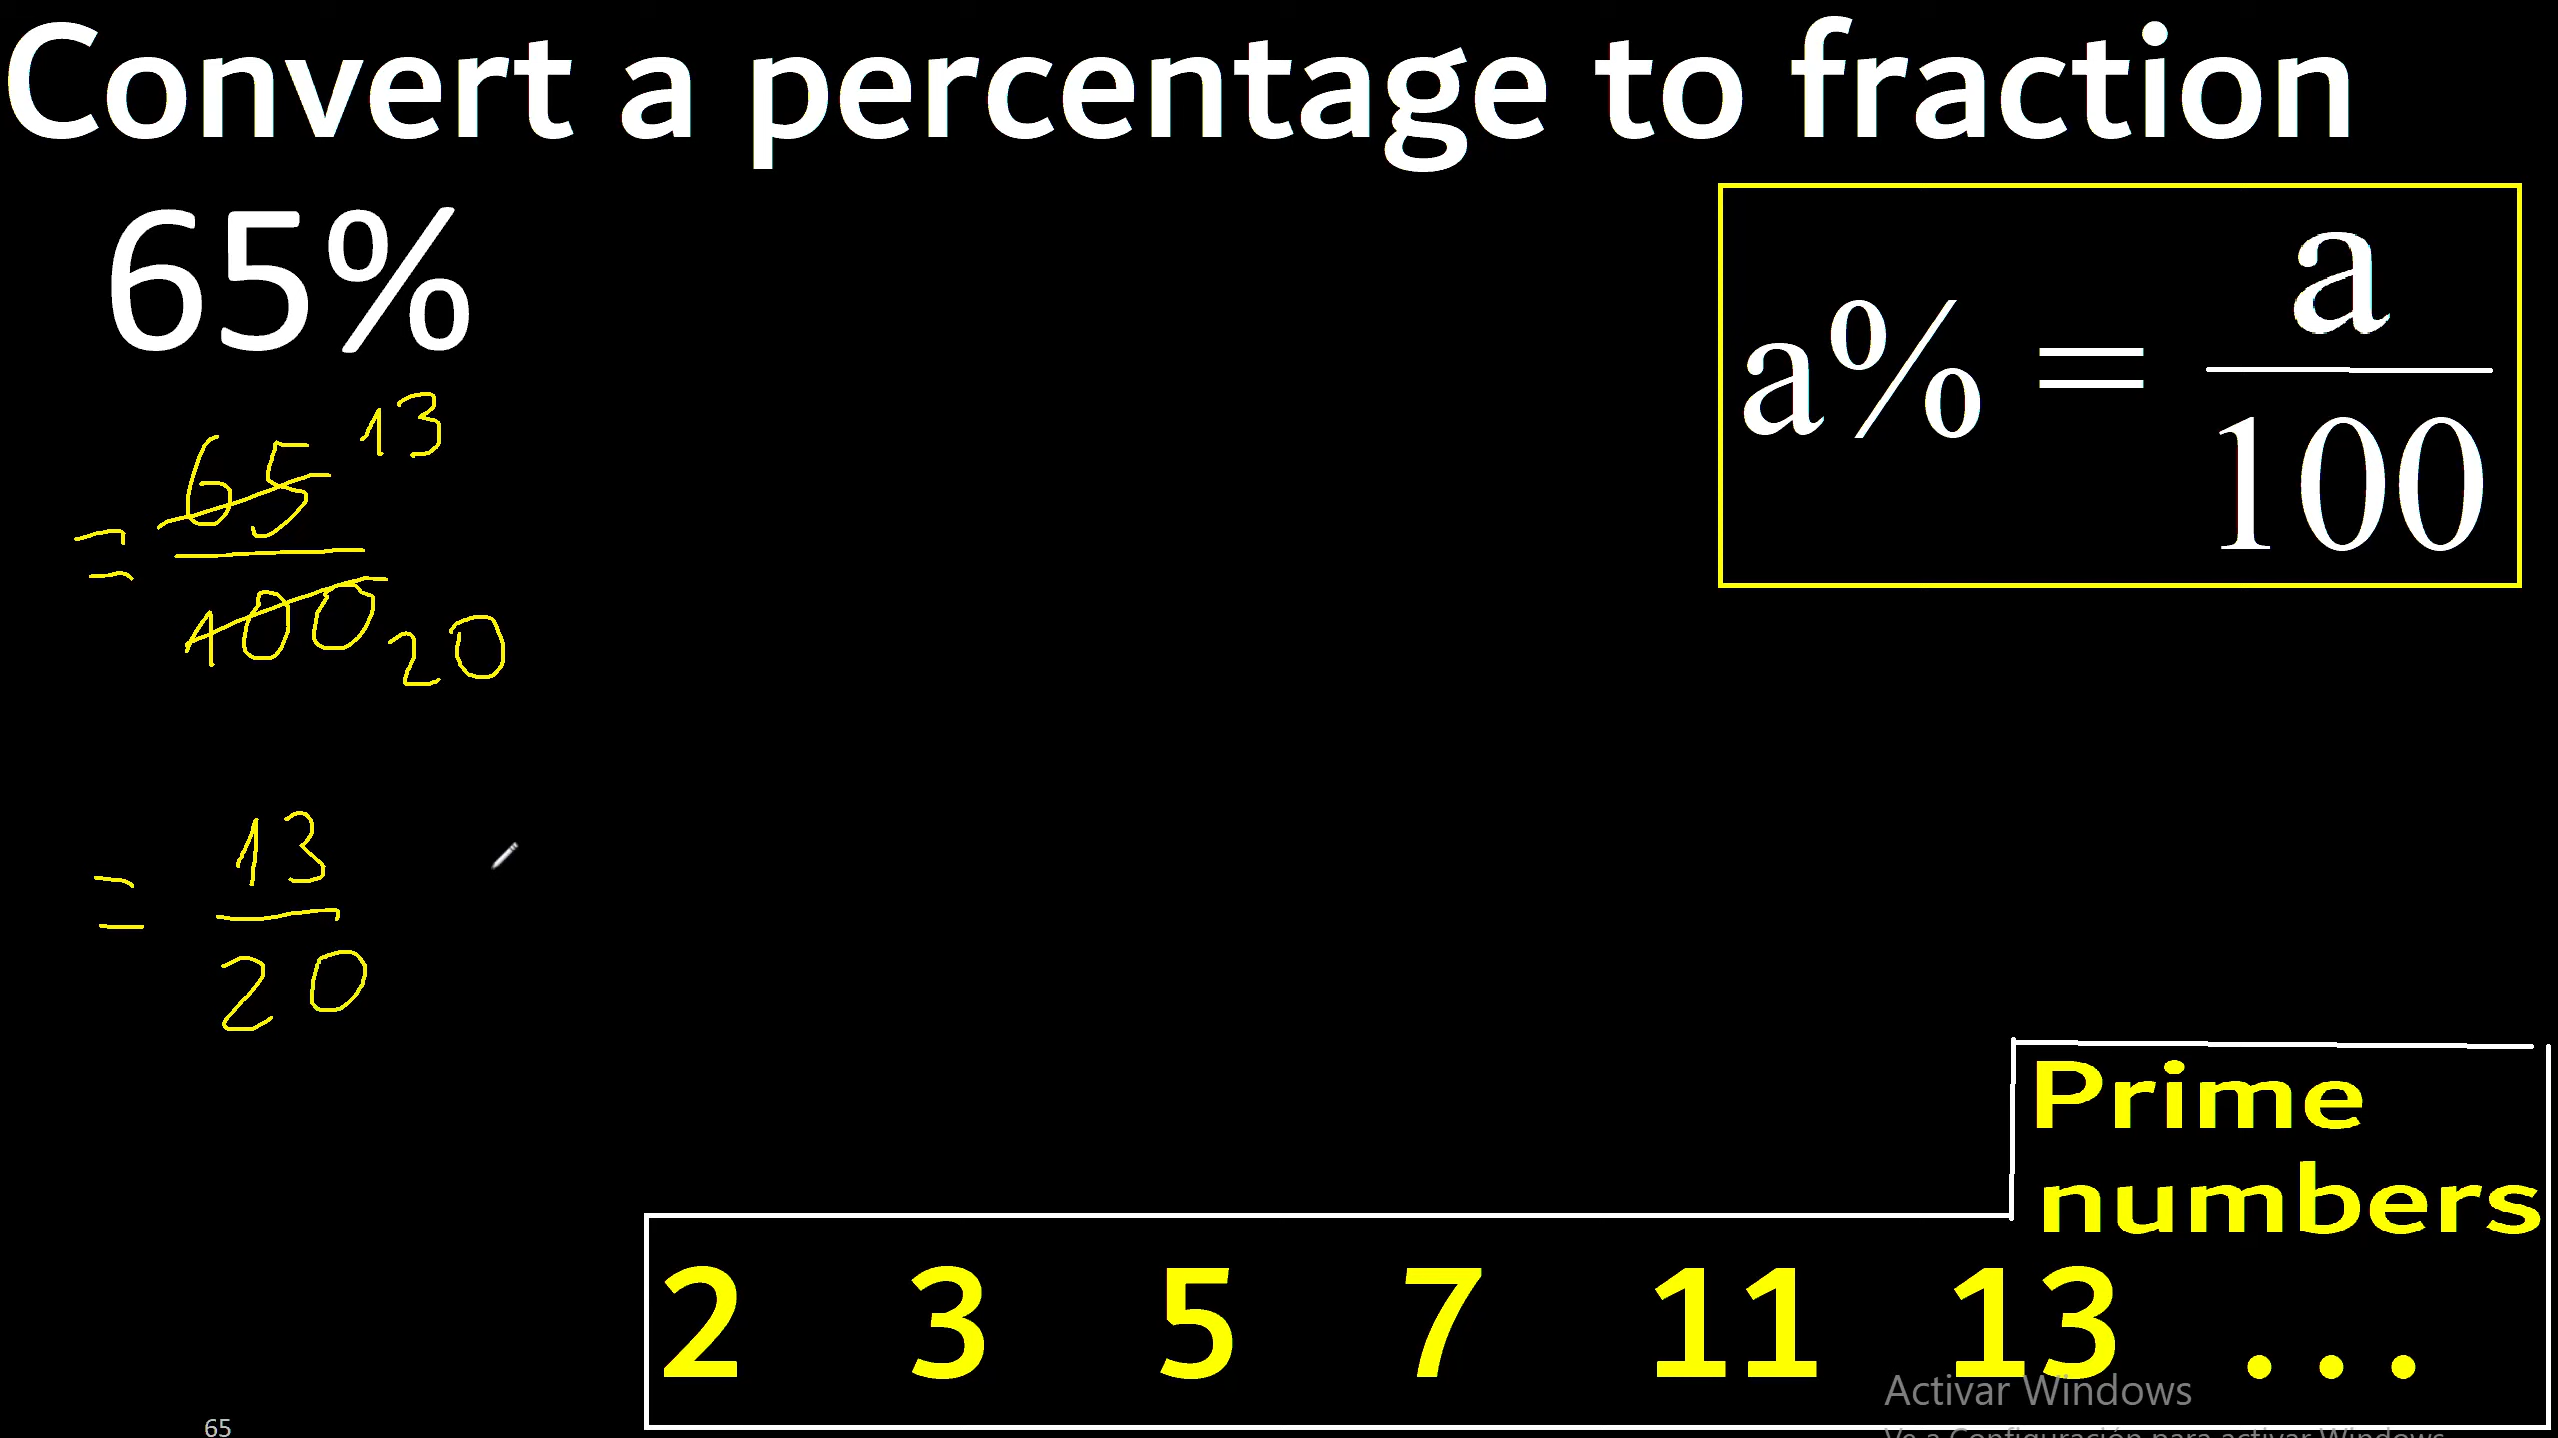 Convert a percentage to fraction
65%
a% = a/100
= 65/100 13 20
= 13/20
Prime
numbers
2 3 5 7 11 13 ...
Activar Windows
65